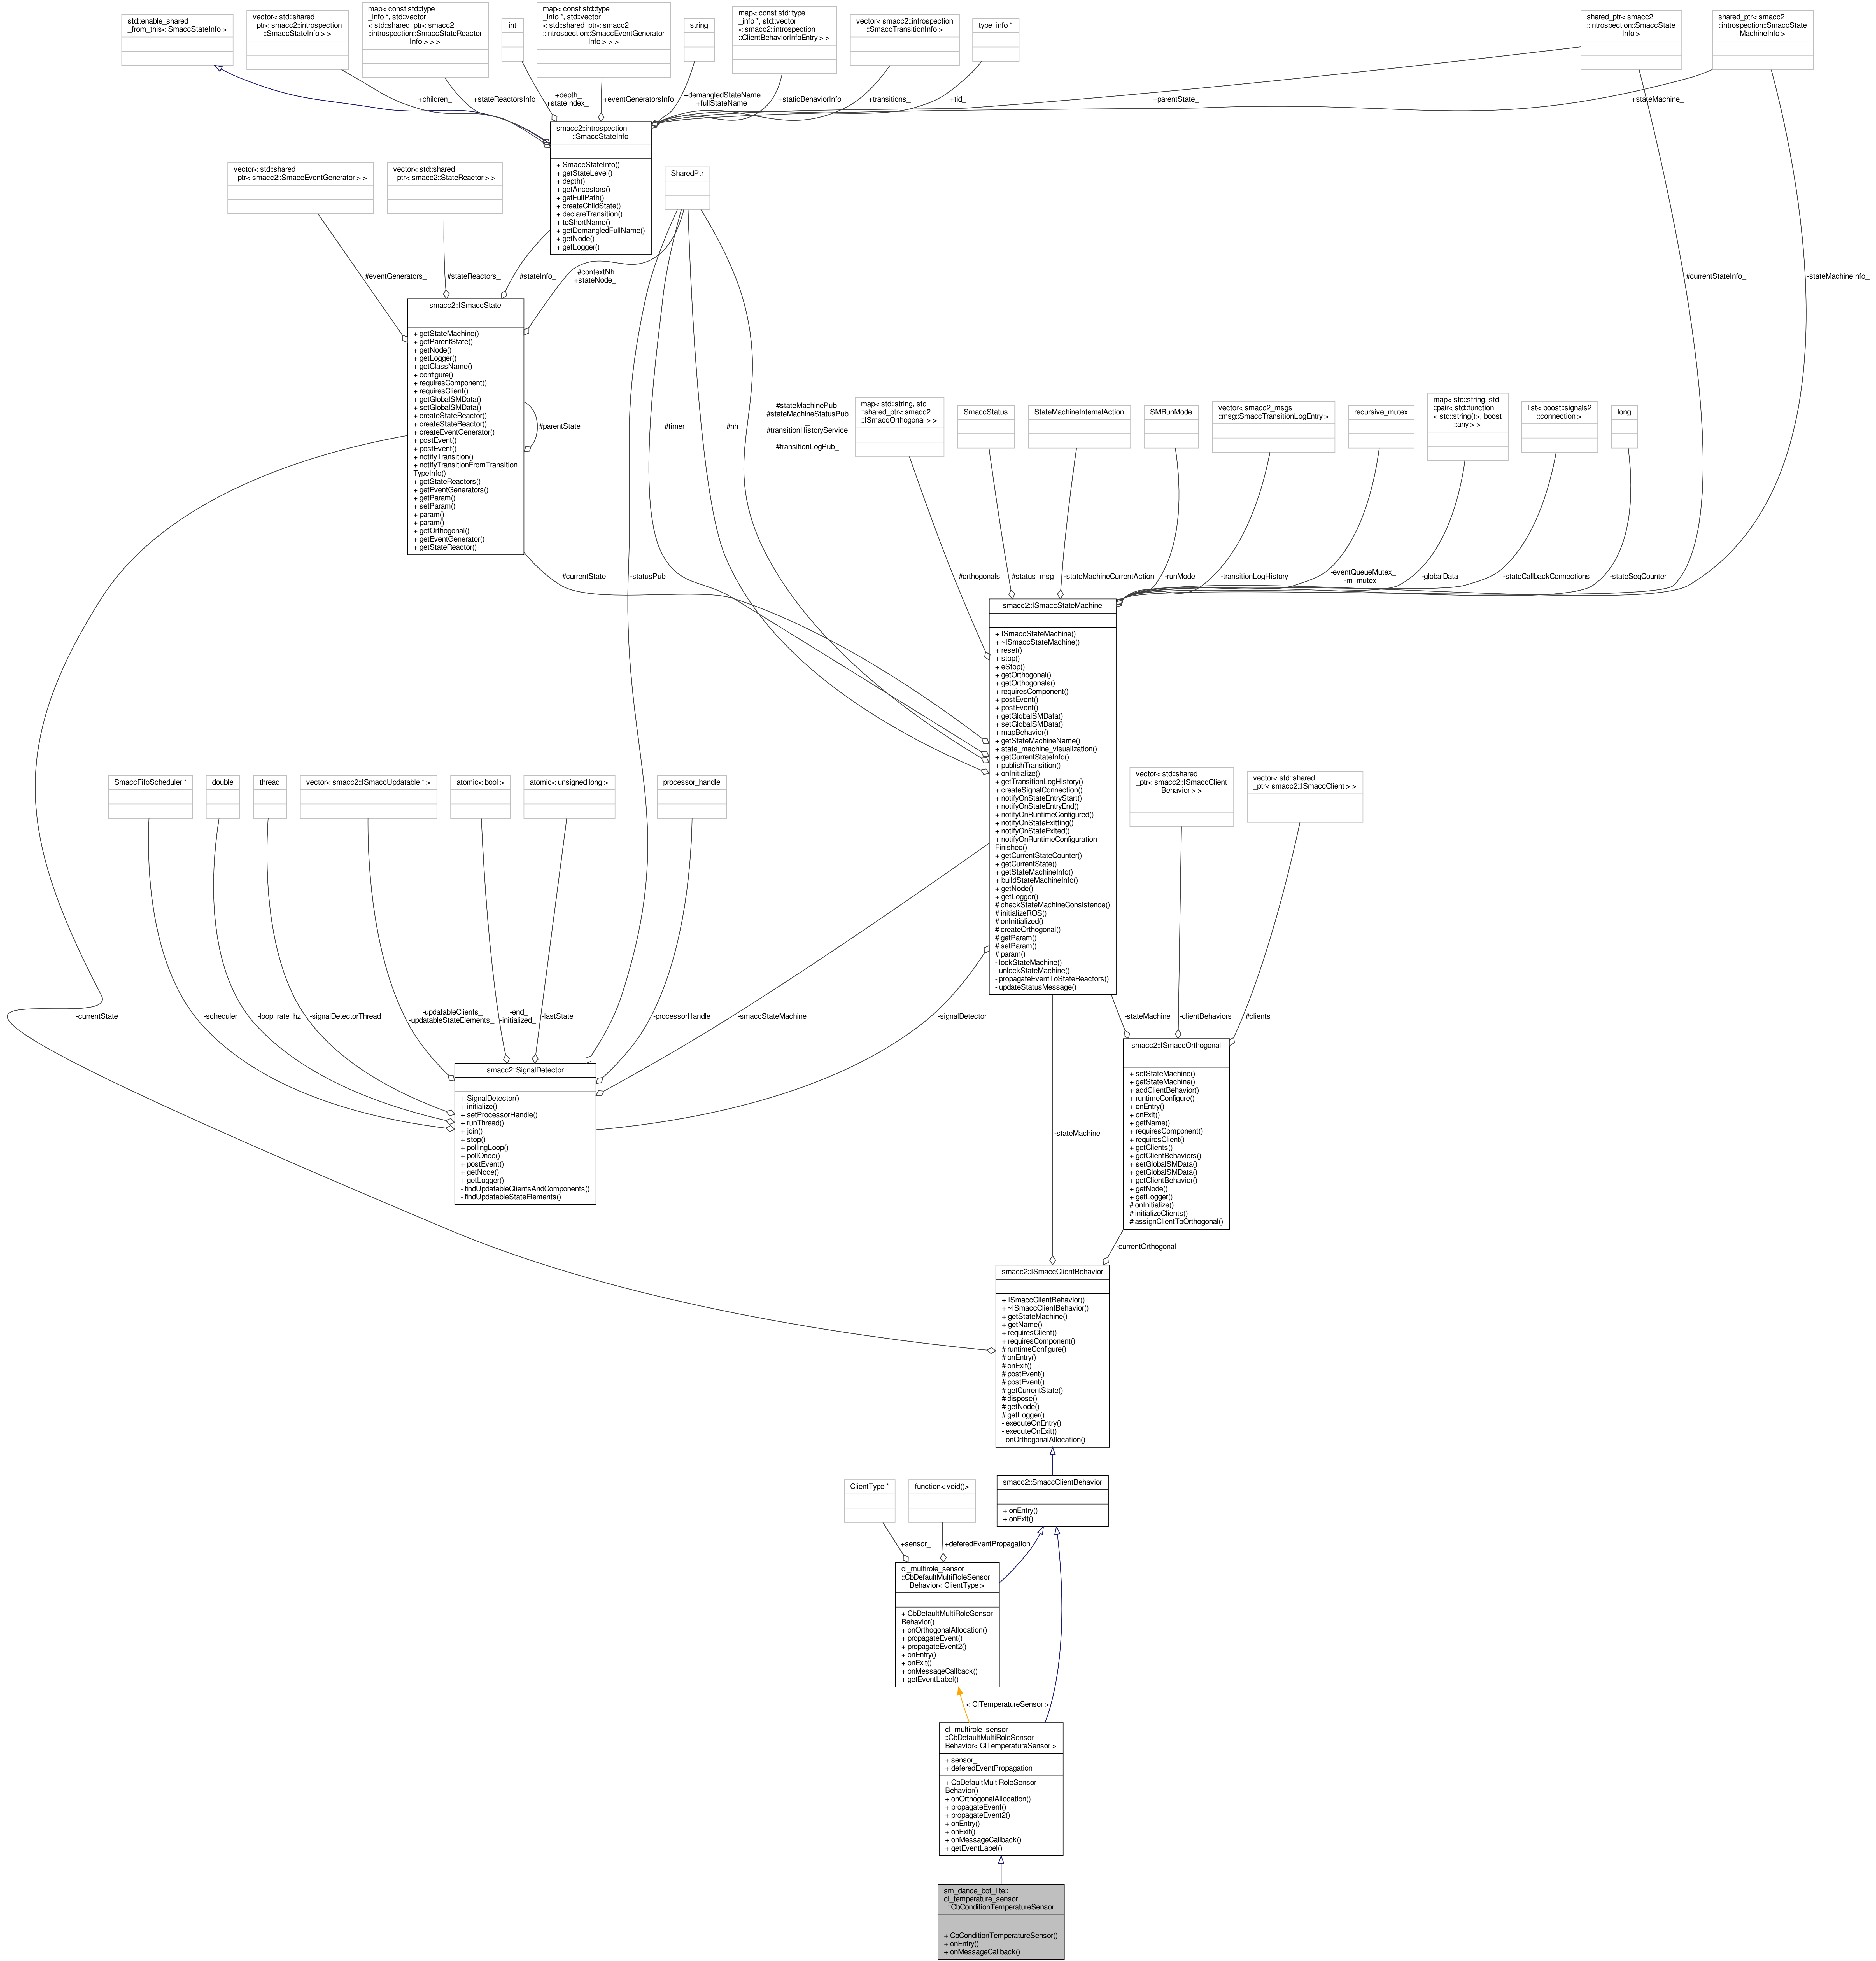 std::enable_shared
_from_this< SmaccStateInfo >
vector< std::shared
_ptr< smacc2::introspection
::SmaccStateInfo > >
map< const std::type
_info *, std::vector
< std::shared_ptr< smacc2
::introspection::SmaccStateReactor
Info > > >
int
map< const std::type
_info *, std::vector
< std::shared_ptr< smacc2
::introspection::SmaccEventGenerator
Info > > >
string
map< const std::type
_info *, std::vector
< smacc2::introspection
::ClientBehaviorInfoEntry > >
vector< smacc2::introspection
::SmaccTransitionInfo >
type_info *
shared_ptr< smacc2
::introspection::SmaccState
Info >
shared_ptr< smacc2
::introspection::SmaccState
MachineInfo >
+children_
+stateReactorsInfo
+depth_
+stateIndex_
+eventGeneratorsInfo
+demangledStateName
+fullStateName
+staticBehaviorInfo
+transitions_
+tid_
+parentState_
+stateMachine_
smacc2::introspection
::SmaccStateInfo
+ SmaccStateInfo()
+ getStateLevel()
+ depth()
+ getAncestors()
+ getFullPath()
+ createChildState()
+ declareTransition()
+ toShortName()
+ getDemangledFullName()
+ getNode()
+ getLogger()
vector< std::shared
_ptr< smacc2::SmaccEventGenerator > >
vector< std::shared
_ptr< smacc2::StateReactor > >
SharedPtr
#eventGenerators_
#stateReactors_
#stateInfo_
#contextNh
+stateNode_
#currentStateInfo_
-stateMachineInfo_
smacc2::ISmaccState
+ getStateMachine()
+ getParentState()
+ getNode()
+ getLogger()
+ getClassName()
+ configure()
+ requiresComponent()
+ requiresClient()
+ getGlobalSMData()
+ setGlobalSMData()
+ createStateReactor()
+ createStateReactor()
+ createEventGenerator()
+ postEvent()
+ postEvent()
+ notifyTransition()
+ notifyTransitionFromTransition
TypeInfo()
+ getStateReactors()
+ getEventGenerators()
+ getParam()
+ setParam()
+ param()
+ param()
+ getOrthogonal()
+ getEventGenerator()
+ getStateReactor()
#parentState_
#timer_
#nh_
#stateMachinePub_
#stateMachineStatusPub
_
#transitionHistoryService
_
#transitionLogPub_
map< std::string, std
::shared_ptr< smacc2
::ISmaccOrthogonal > >
SmaccStatus
StateMachineInternalAction
SMRunMode
vector< smacc2_msgs
::msg::SmaccTransitionLogEntry >
recursive_mutex
map< std::string, std
::pair< std::function
< std::string()>, boost
::any > >
list< boost::signals2
::connection >
long
#currentState_
-statusPub_
#orthogonals_
#status_msg_
-stateMachineCurrentAction
-runMode_
-transitionLogHistory_
-eventQueueMutex_
-m_mutex_
-globalData_
-stateCallbackConnections
-stateSeqCounter_
smacc2::ISmaccStateMachine
+ ISmaccStateMachine()
+ ~ISmaccStateMachine()
+ reset()
+ stop()
+ eStop()
+ getOrthogonal()
+ getOrthogonals()
+ requiresComponent()
+ postEvent()
+ postEvent()
+ getGlobalSMData()
+ setGlobalSMData()
+ mapBehavior()
+ getStateMachineName()
+ state_machine_visualization()
+ getCurrentStateInfo()
+ publishTransition()
+ onInitialize()
+ getTransitionLogHistory()
+ createSignalConnection()
+ notifyOnStateEntryStart()
+ notifyOnStateEntryEnd()
+ notifyOnRuntimeConfigured()
+ notifyOnStateExitting()
+ notifyOnStateExited()
+ notifyOnRuntimeConfiguration
Finished()
+ getCurrentStateCounter()
+ getCurrentState()
+ getStateMachineInfo()
+ buildStateMachineInfo()
+ getNode()
+ getLogger()
# checkStateMachineConsistence()
# initializeROS()
# onInitialized()
# createOrthogonal()
# getParam()
# setParam()
# param()
- lockStateMachine()
- unlockStateMachine()
- propagateEventToStateReactors()
- updateStatusMessage()
SmaccFifoScheduler *
double
thread
vector< smacc2::ISmaccUpdatable * >
atomic< bool >
atomic< unsigned long >
processor_handle
vector< std::shared
_ptr< smacc2::ISmaccClient
Behavior > >
vector< std::shared
_ptr< smacc2::ISmaccClient > >
-currentState
-scheduler_
-loop_rate_hz
-signalDetectorThread_
-updatableClients_
-updatableStateElements_
-end_
-initialized_
-lastState_
-processorHandle_
-smaccStateMachine_
-signalDetector_
-stateMachine_
-clientBehaviors_
#clients_
smacc2::SignalDetector
+ SignalDetector()
+ initialize()
+ setProcessorHandle()
+ runThread()
+ join()
+ stop()
+ pollingLoop()
+ pollOnce()
+ postEvent()
+ getNode()
+ getLogger()
- findUpdatableClientsAndComponents()
- findUpdatableStateElements()
-stateMachine_
smacc2::ISmaccOrthogonal
+ setStateMachine()
+ getStateMachine()
+ addClientBehavior()
+ runtimeConfigure()
+ onEntry()
+ onExit()
+ getName()
+ requiresComponent()
+ requiresClient()
+ getClients()
+ getClientBehaviors()
+ setGlobalSMData()
+ getGlobalSMData()
+ getClientBehavior()
+ getNode()
+ getLogger()
# onInitialize()
# initializeClients()
# assignClientToOrthogonal()
-currentOrthogonal
smacc2::ISmaccClientBehavior
+ ISmaccClientBehavior()
+ ~ISmaccClientBehavior()
+ getStateMachine()
+ getName()
+ requiresClient()
+ requiresComponent()
# runtimeConfigure()
# onEntry()
# onExit()
# postEvent()
# postEvent()
# getCurrentState()
# dispose()
# getNode()
# getLogger()
- executeOnEntry()
- executeOnExit()
- onOrthogonalAllocation()
ClientType *
function< void()>
smacc2::SmaccClientBehavior
+ onEntry()
+ onExit()
+sensor_
+deferedEventPropagation
cl_multirole_sensor
::CbDefaultMultiRoleSensor
Behavior< ClientType >
+ CbDefaultMultiRoleSensor
Behavior()
+ onOrthogonalAllocation()
+ propagateEvent()
+ propagateEvent2()
+ onEntry()
+ onExit()
+ onMessageCallback()
+ getEventLabel()
< ClTemperatureSensor >
cl_multirole_sensor
::CbDefaultMultiRoleSensor
Behavior< ClTemperatureSensor >
+ sensor_
+ deferedEventPropagation
+ CbDefaultMultiRoleSensor
Behavior()
+ onOrthogonalAllocation()
+ propagateEvent()
+ propagateEvent2()
+ onEntry()
+ onExit()
+ onMessageCallback()
+ getEventLabel()
sm_dance_bot_lite::
cl_temperature_sensor
::CbConditionTemperatureSensor
+ CbConditionTemperatureSensor()
+ onEntry()
+ onMessageCallback()